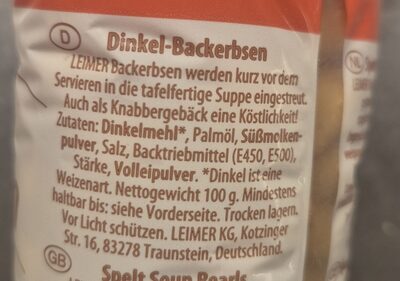 D Dinkel-Backerbsen
LEIMER Backerbsen werden kurz vor dem
Servieren in die tafelfertige Suppe eingestreut.
Auch als Knabbergebäck eine Köstlichkeit!
Zutaten: Dinkelmehl*, Palmöl, Süßmolken-
pulver, Salz, Backtriebmittel (E450, E500),
Stärke, Volleipulver. *Dinkel ist eine
Weizenart. Nettogewicht 100 g. Mindestens
haltbar bis: siehe Vorderseite. Trocken lagern.
Vor Licht schützen. LEIMER KG, Kotzinger
Str. 16, 83278 Traunstein, Deutschland.
GB Spelt Soup Pearls
NL